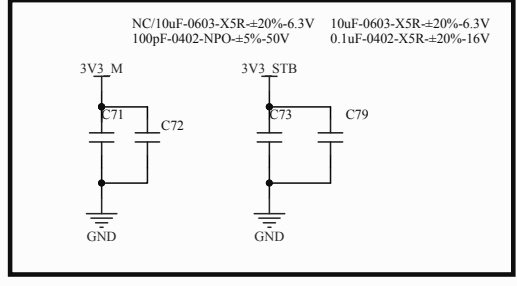 NC/10uF-0603-X5R-±20%-6.3V 10uF-0603-X5R-±20%-6.3V
100pF-0402-NPO-±5%-50V 0.1uF-0402-X5R-±20%-16V
3V3_M 3V3_STB
C71 C72 C73 C79
GND GND